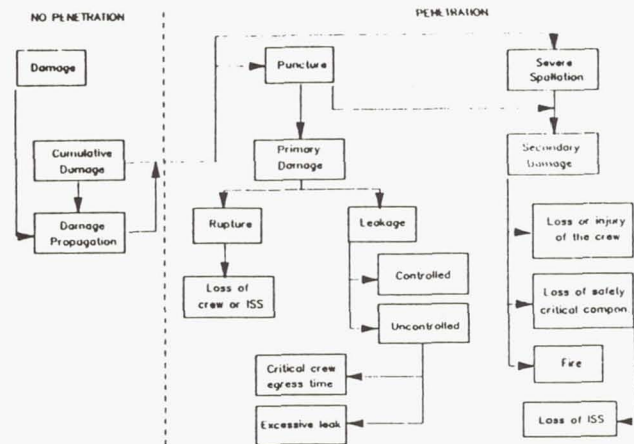 NO PENETRATION
PENETRATION
Damage
Puncture
Severe
Spallation
Cumulative
Damage
Primary
Damage
Secondary
Damage
Damage
Propagation
Rupture
Leakage
Loss or injury
of the crew
Loss of
crew or ISS
Controlled
Loss of safely
critical compon.
Uncontrolled
Critical crew
egress time
Fire
Excessive leak
Loss of ISS